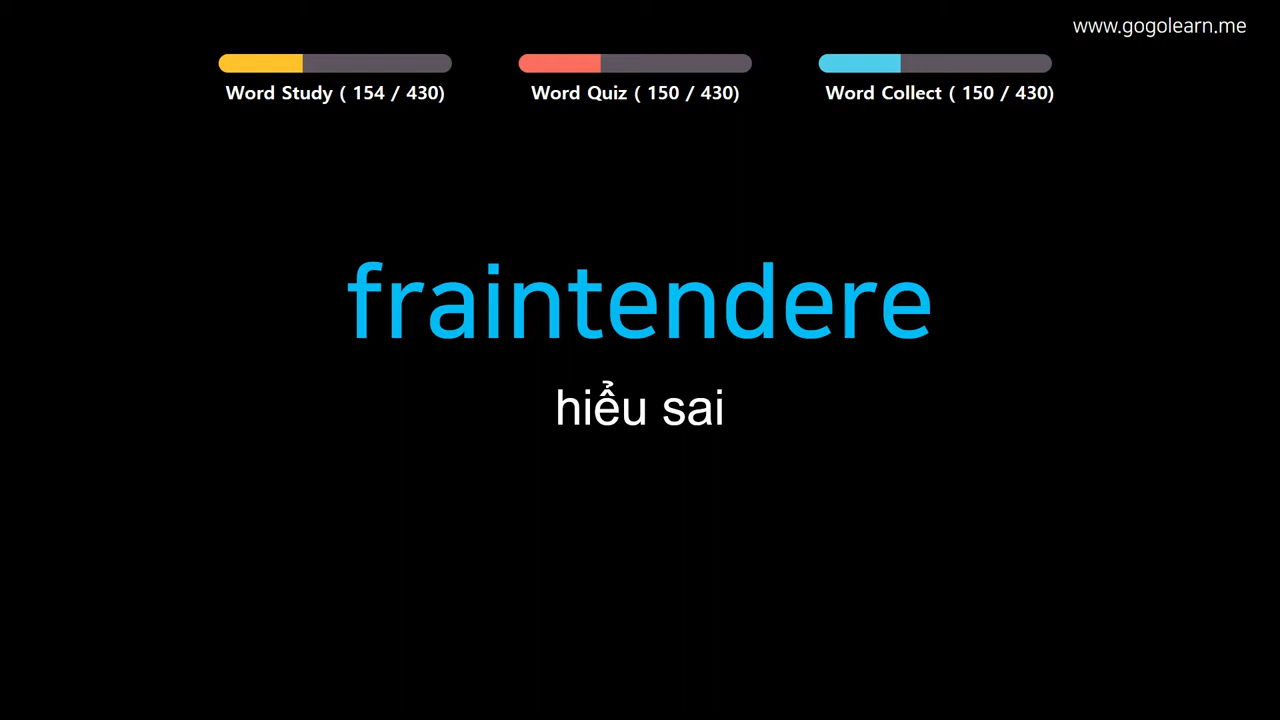 www.gogolearn.me
Word Study ( 154 / 430)
Word Quiz ( 150 / 430)
Word Collect ( 150 / 430)
fraintendere
hiểu sai